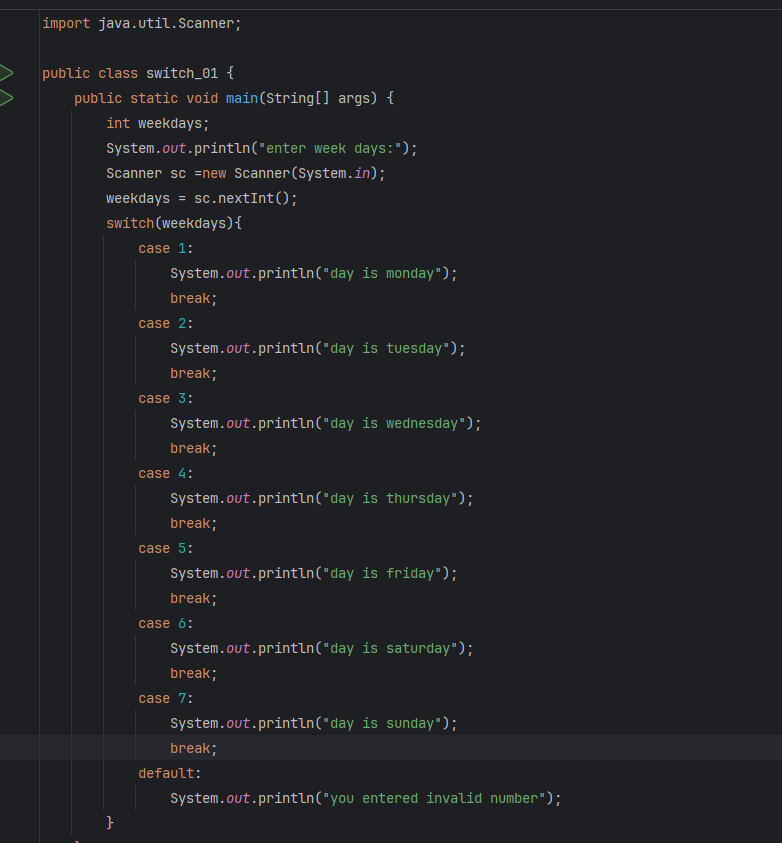 import java.util.Scanner;
public class switch_01 {
public static void main(String[] args) {
int weekdays;
System.out.println("enter week days:");
Scanner sc =new Scanner(System.in);
weekdays = sc.nextInt();
switch(weekdays){
case 1:
System.out.println("day is monday");
break;
case 2:
System.out.println("day is tuesday");
break;
case 3:
System.out.println("day is wednesday");
break;
case 4:
System.out.println("day is thursday");
break;
case 5:
System.out.println("day is friday");
break;
case 6:
System.out.println("day is saturday");
break;
case 7:
System.out.println("day is sunday");
break;
default:
System.out.println("you entered invalid number");
}